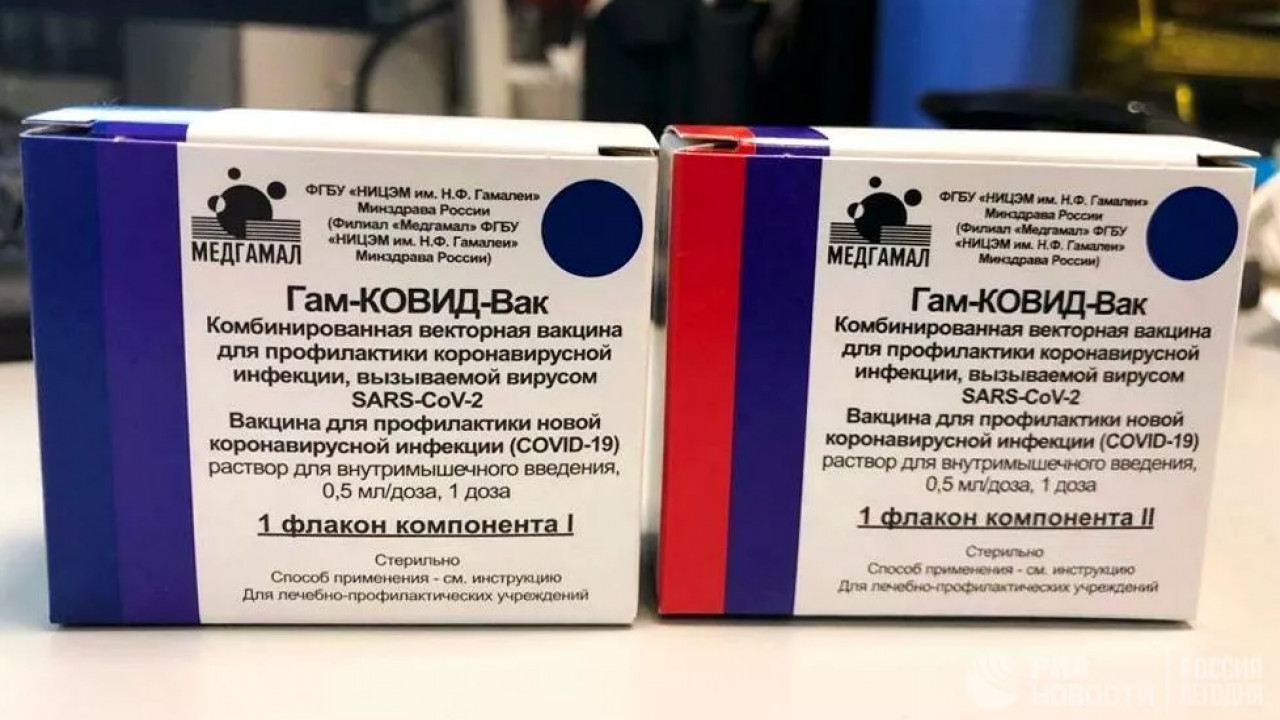 МЕДГАМАЛ
ФГБУ «НИЦЭМ им. Н.Ф. Гамалеи»
Минздрава России
(Филиал «Медгамал» ФГБУ
«НИЦЭМ им. Н.Ф. Гамалеи»
Минздрава России)
Гам-КОВИД-Вак
Комбинированная векторная вакцина
для профилактики коронавирусной
инфекции, вызываемой вирусом
SARS-CoV-2
Вакцина для профилактики новой
коронавирусной инфекции (COVID-19)
раствор для внутримышечного введения,
0,5 мл/доза, 1 доза
1 флакон компонента I
Стерильно
Способ применения - см. инструкцию
Для лечебно-профилактических учреждений
МЕДГАМАЛ
ФГБУ «НИЦЭМ им. Н.Ф. Гамалеи»
Минздрава России
(Филиал «Медгамал» ФГБУ
«НИЦЭМ им. Н.Ф. Гамалеи»
Минздрава России)
Гам-КОВИД-Вак
Комбинированная векторная вакцина
для профилактики коронавирусной
инфекции, вызываемой вирусом
SARS-CoV-2
Вакцина для профилактики новой
коронавирусной инфекции (COVID-19)
раствор для внутримышечного введения,
0,5 мл/доза, 1 доза
1 флакон компонента II
Стерильно
Способ применения - см. инструкцию
Для лечебно-профилактических учреждений
РИА
НОВОСТИ
РОССИЯ
СЕГОДНЯ